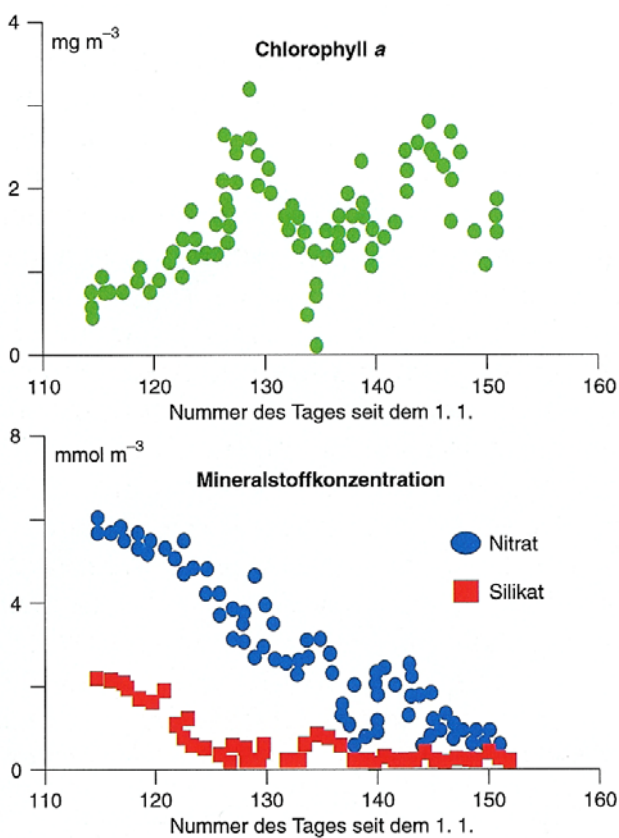 4
mg m⁻³
Chlorophyll a
2
0
110 120 130 140 150 160
Nummer des Tages seit dem 1. 1.
8
mmol m⁻³
Mineralstoffkonzentration
Nitrat
4
Silikat
0
110 120 130 140 150 160
Nummer des Tages seit dem 1. 1.